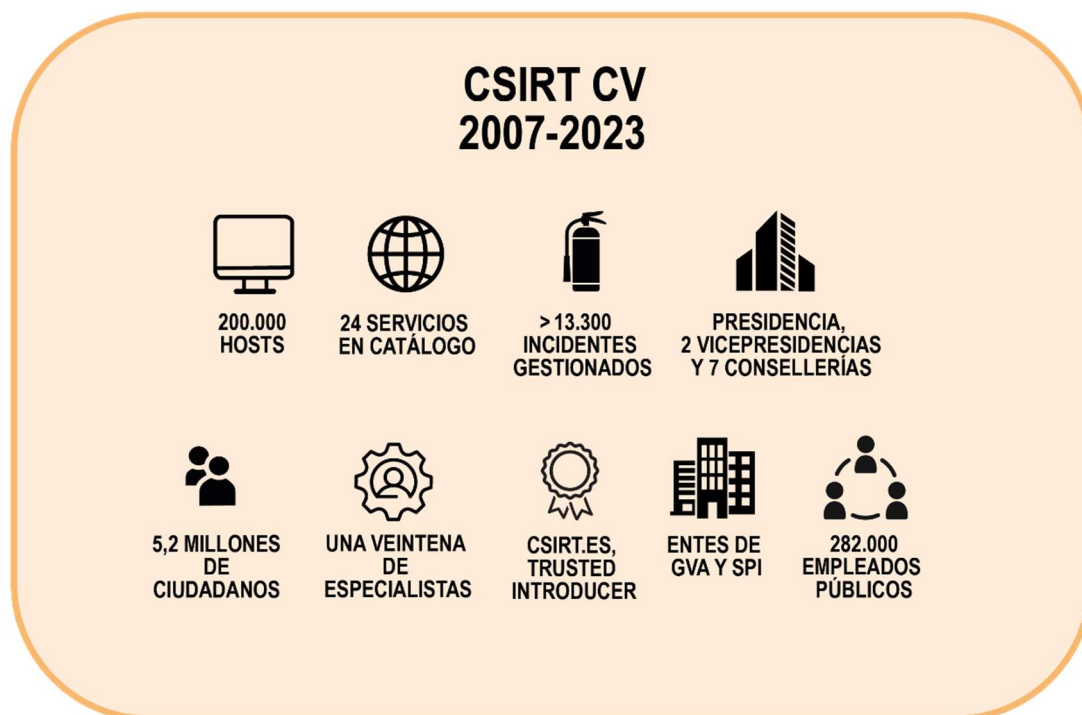 CSIRT CV
2007-2023
200.000
HOSTS
24 SERVICIOS
EN CATÁLOGO
> 13.300
INCIDENTES
GESTIONADOS
PRESIDENCIA,
2 VICEPRESIDENCIAS
Y 7 CONSELLERÍAS
5,2 MILLONES
DE
CIUDADANOS
UNA VEINTENA
DE
ESPECIALISTAS
CSIRT.ES,
TRUSTED
INTRODUCER
ENTES DE
GVA Y SPI
282.000
EMPLEADOS
PÚBLICOS